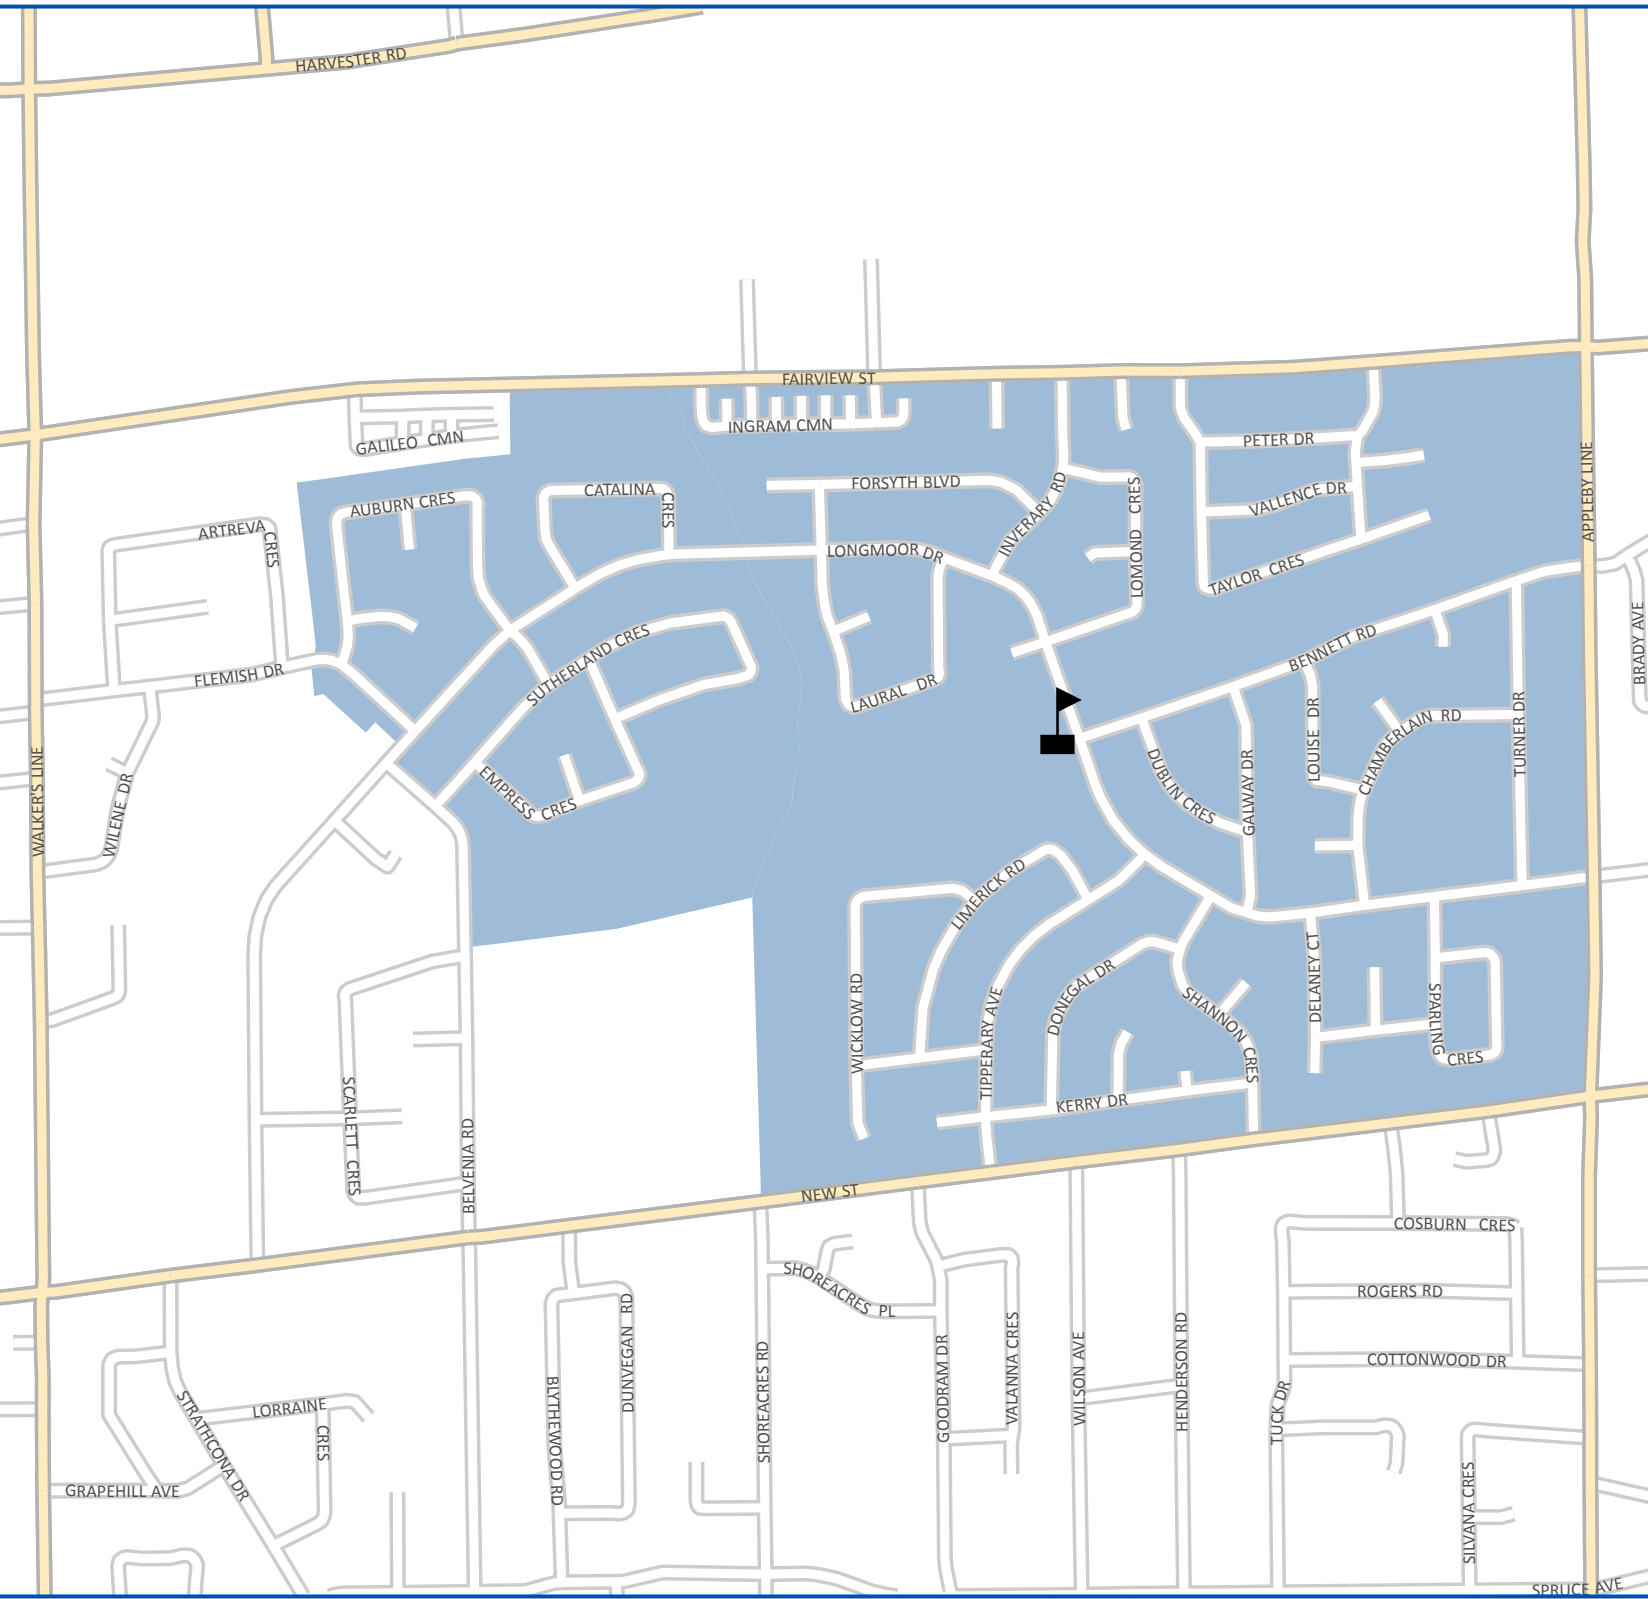 HARVESTER RD
FAIRVIEW ST
INGRAM CMN
GALILEO CMN
PETER DR
APPLEBY LINE
FORSYTH BLVD
CATALINA
CRES
AUBURN CRES
INVERARY RD
LOMOND CRES
VALLENCE DR
ARTREVA
CRES
LONGMOOR DR
TAYLOR CRES
BRADY AVE
SUTHERLAND CRES
BENNETT RD
FLEMISH DR
LAURAL DR
LOUISE DR
CHAMBERLAIN RD
TURNER DR
WALKER'S LINE
WILENE DR
EMPRESS CRES
DUBLIN CRES
GALWAY DR
LIMERICK RD
WICKLOW RD
TIPPERARY AVE
DONEGAL DR
SHANNON CRES
DELANEY CT
SPARLING
CRES
KERRY DR
SCARLETT CRES
BELVENIA RD
NEW ST
COSBURN CRES
SHOREACRES PL
ROGERS RD
DUNVEGAN RD
BLYTHEWOOD RD
SHOREACRES RD
GOODRAM DR
VALANNA CRES
WILSON AVE
HENDERSON RD
COTTONWOOD DR
TUCK DR
STRATHCONA DR
LORRAINE
CRES
GRAPEHILL AVE
SILVANA CRES
SPRUCE AVE